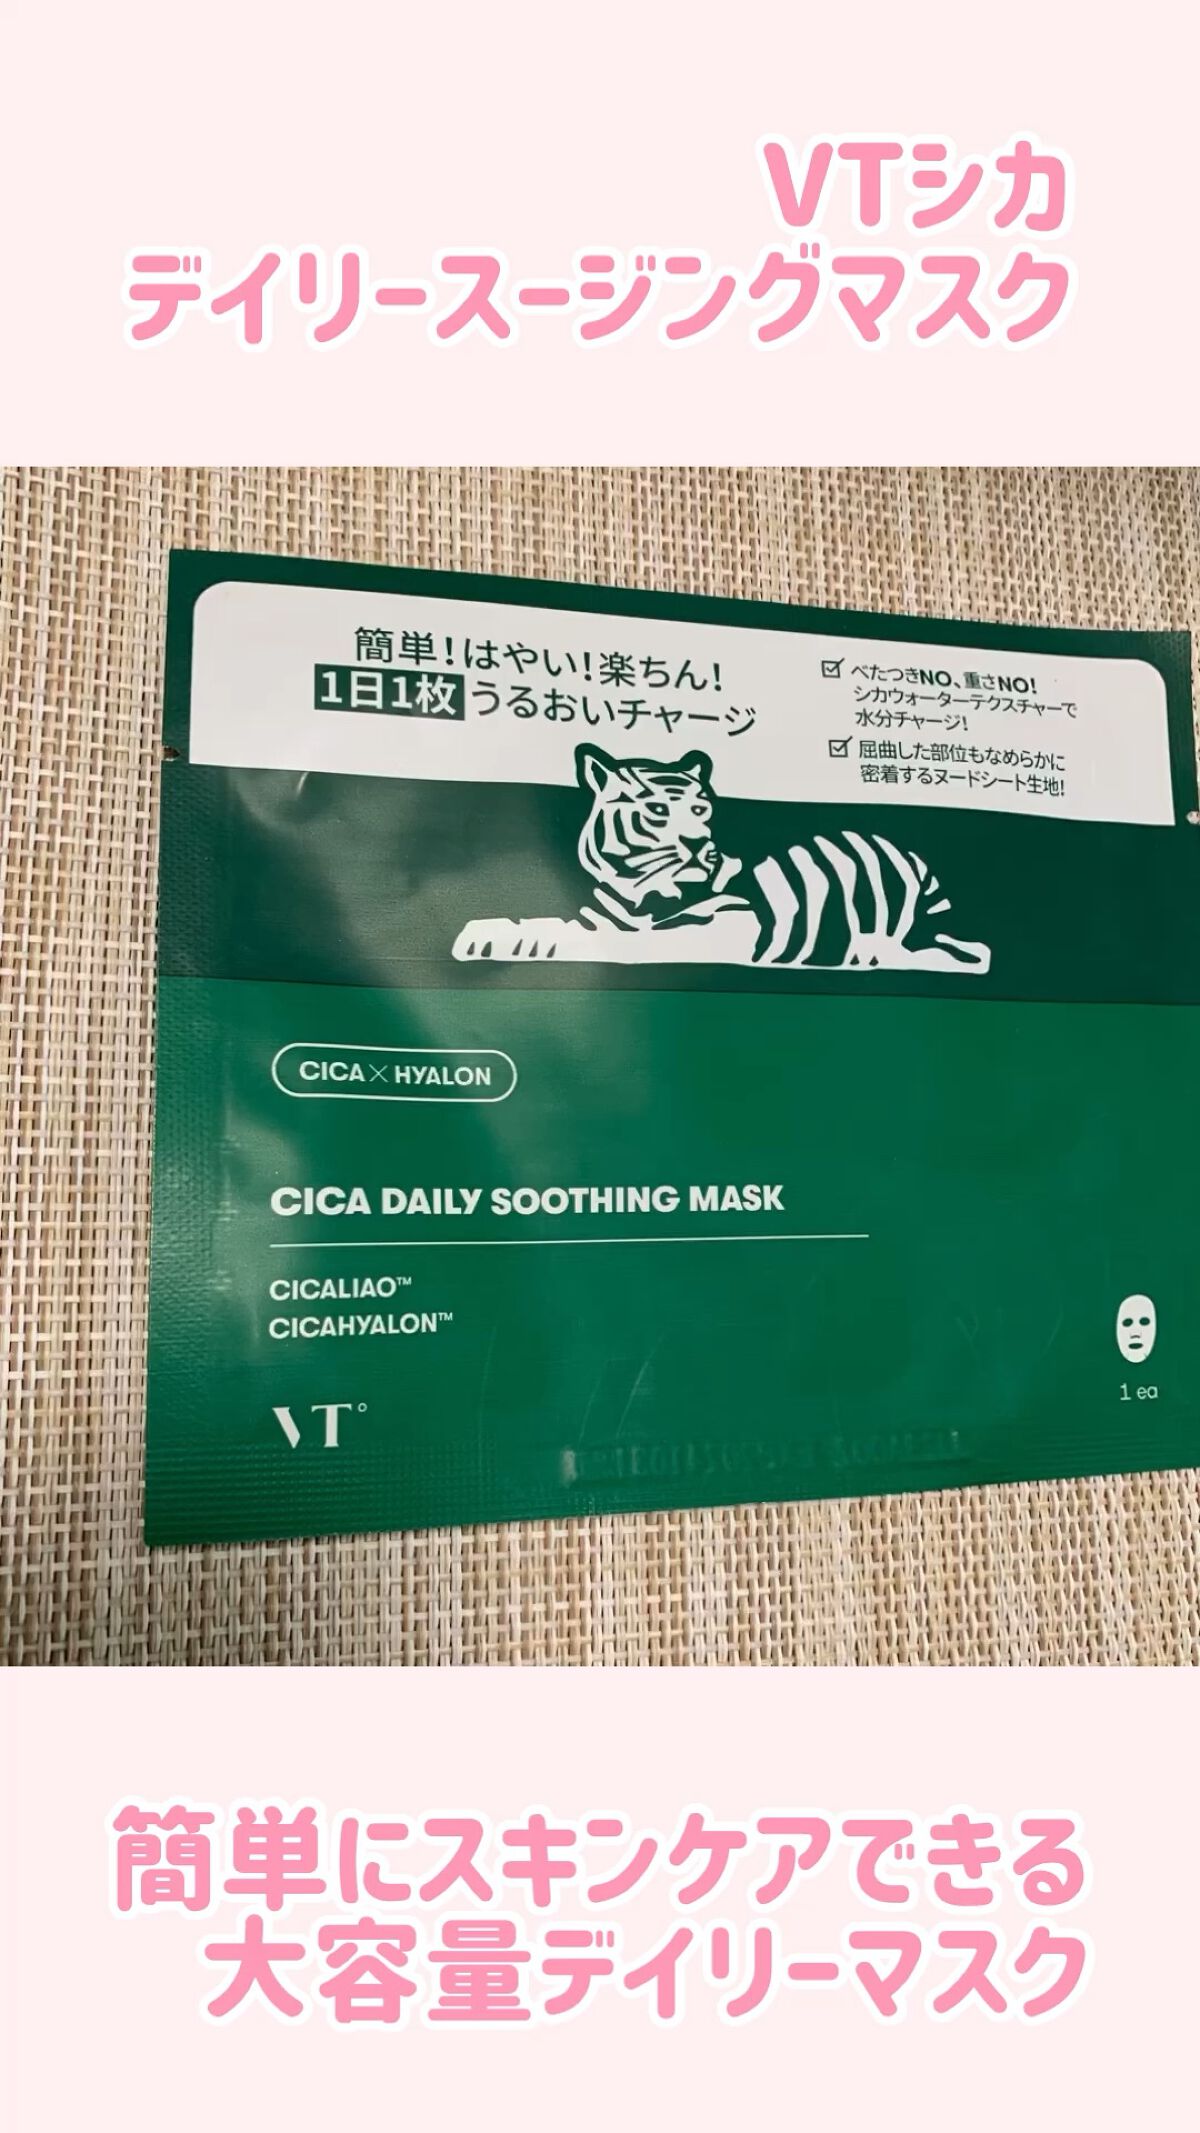 VTシカ
デイリースージングマスク
簡単!はやい!楽ちん!
1日1枚うるおいチャージ
べたつきNO、重さNO!
シカウォーターテクスチャーで
水分チャージ!
屈曲した部位もなめらかに
密着するヌードシート生地!
CICA×HYALON
CICA DAILY SOOTHING MASK
CICALIAO™
CICAHYALON™
VT°
1 ea
簡単にスキンケアできる
大容量デイリーマスク